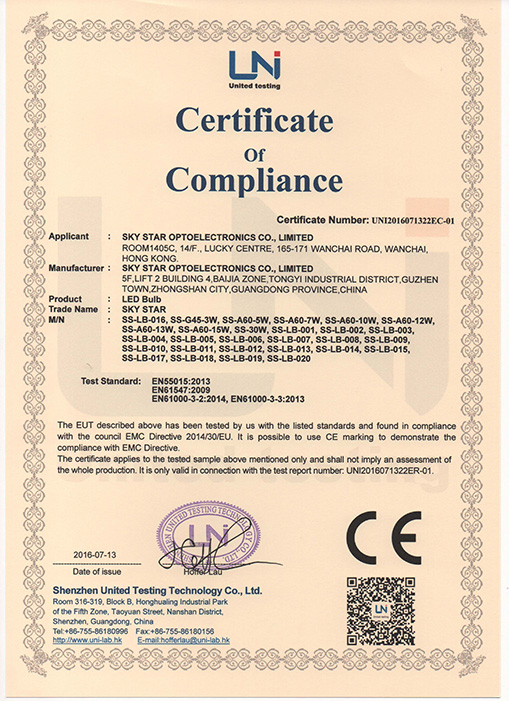 UNi
United testing
Certificate
Of
Compliance
Certificate Number: UNI2016071322EC-01
Applicant : SKY STAR OPTOELECTRONICS CO., LIMITED
ROOM1405C, 14/F., LUCKY CENTRE, 165-171 WANCHAI ROAD, WANCHAI,
HONG KONG.
Manufacturer : SKY STAR OPTOELECTRONICS CO., LIMITED
5F,LIFT 2 BUILDING 4,BAIJIA ZONE,TONGYI INDUSTRIAL DISTRICT,GUZHEN
TOWN,ZHONGSHAN CITY,GUANGDONG PROVINCE,CHINA
Product : LED Bulb
Trade Name : SKY STAR
M/N : SS-LB-016, SS-G45-3W, SS-A60-5W, SS-A60-7W, SS-A60-10W, SS-A60-12W,
SS-A60-13W, SS-A60-15W, SS-30W, SS-LB-001, SS-LB-002, SS-LB-003,
SS-LB-004, SS-LB-005, SS-LB-006, SS-LB-007, SS-LB-008, SS-LB-009,
SS-LB-010, SS-LB-011, SS-LB-012, SS-LB-013, SS-LB-014, SS-LB-015,
SS-LB-017, SS-LB-018, SS-LB-019, SS-LB-020
Test Standard: EN55015:2013
EN61547:2009
EN61000-3-2:2014, EN61000-3-3:2013
The EUT described above has been tested by us with the listed standards and found in compliance
with the council EMC Directive 2014/30/EU. It is possible to use CE marking to demonstrate the
compliance with EMC Directive.
The certificate applies to the tested sample above mentioned only and shall not imply an assessment of
the whole production. It is only valid in connection with the test report number: UNI2016071322ER-01.
SHENZHEN UNITED TESTING TECHNOLOGY CO., LTD
UNi
CE
2016-07-13
Date of issue
Hoffer Lau
Shenzhen United Testing Technology Co., Ltd.
Room 316-319, Block B, Honghualing Industrial Park
of the Fifth Zone, Taoyuan Street, Nanshan District,
Shenzhen, Guangdong, China
Tel:+86-755-86180996 Fax:+86-755-86180156
http://www.uni-lab.hk E-mail:hofferlau@uni-lab.hk
UNi